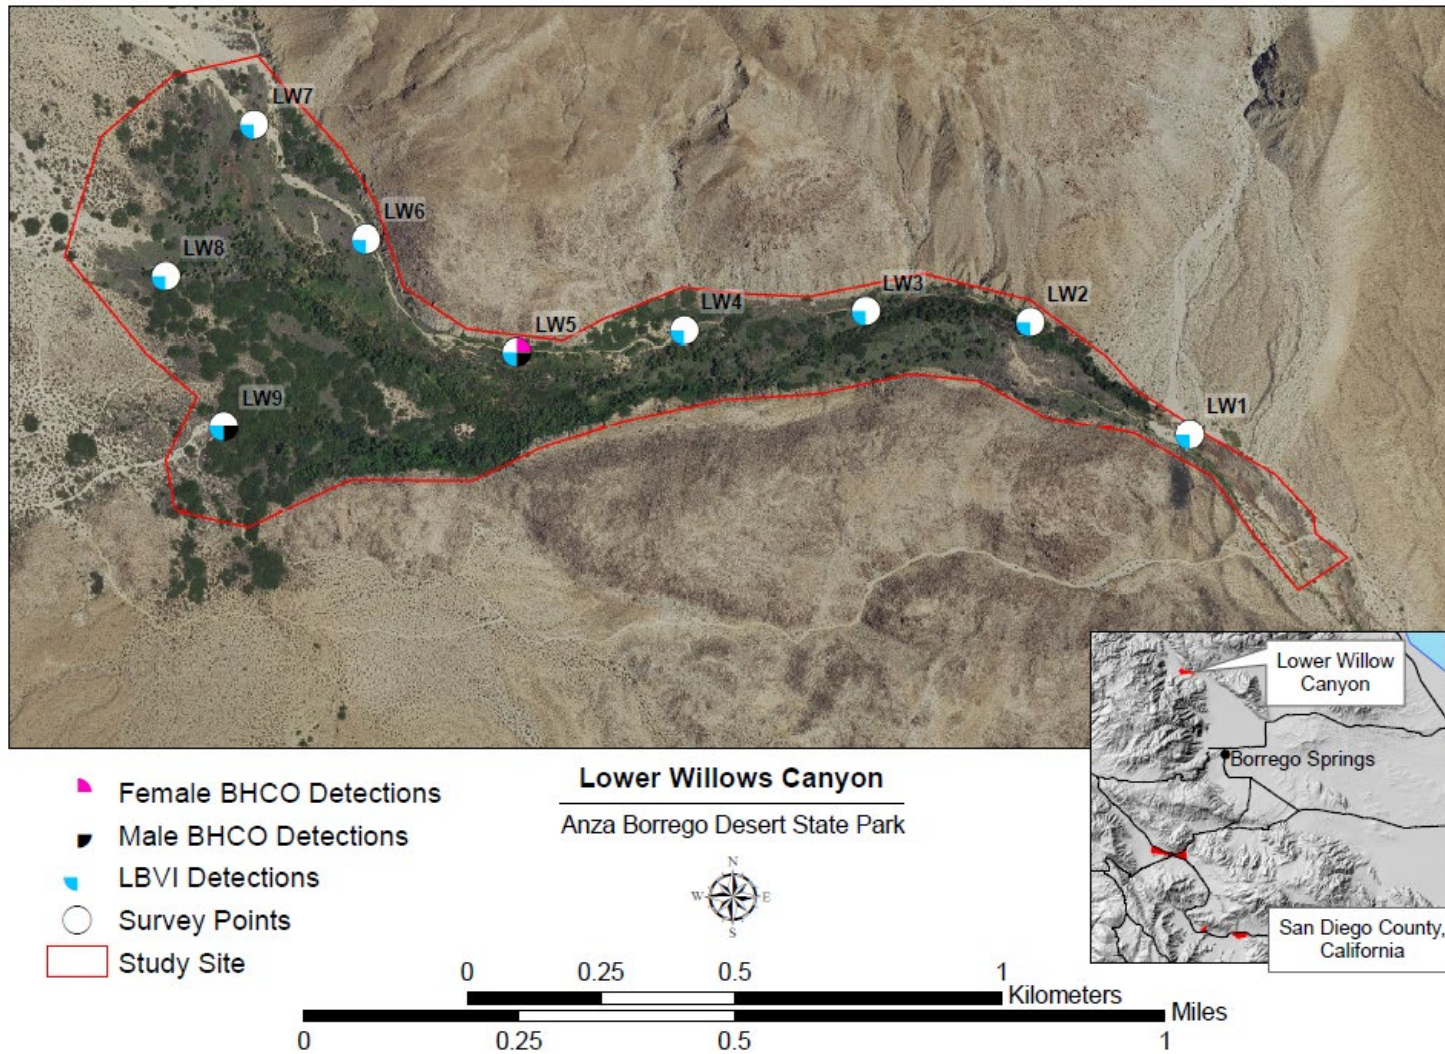 LW7
LW6
LW8
LW3
LW2
LW4
LW5
LW9
LW1
Lower Willow
Canyon
Borrego Springs
San Diego County,
California
Female BHCO Detections
Male BHCO Detections
LBVI Detections
Survey Points
Study Site
Lower Willows Canyon
Anza Borrego Desert State Park
N
W E
S
0 0.25 0.5 1
Kilometers
Miles
0 0.25 0.5 1